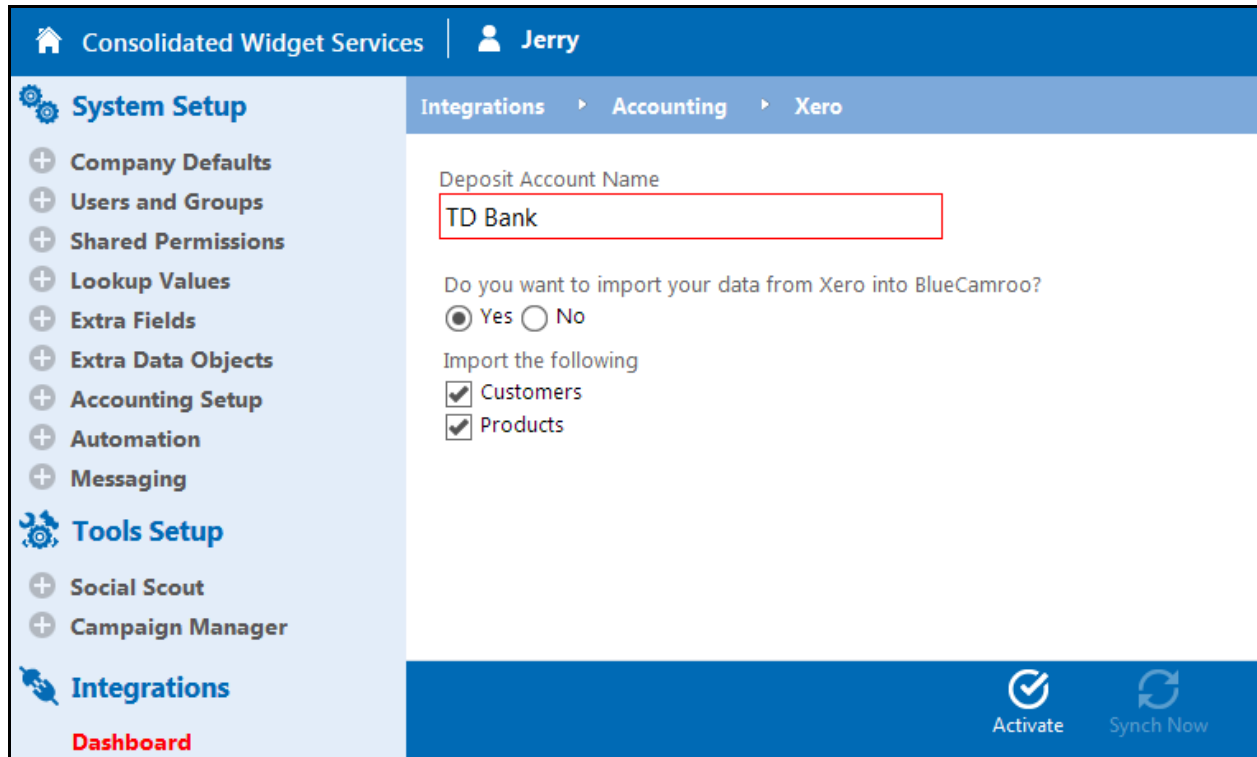 Consolidated Widget Services Jerry
System Setup
Company Defaults
Users and Groups
Shared Permissions
Lookup Values
Extra Fields
Extra Data Objects
Accounting Setup
Automation
Messaging
Tools Setup
Social Scout
Campaign Manager
Integrations
Dashboard
Integrations Accounting Xero
Deposit Account Name
TD Bank
Do you want to import your data from Xero into BlueCamroo?
Yes No
Import the following
Customers
Products
Activate Synch Now